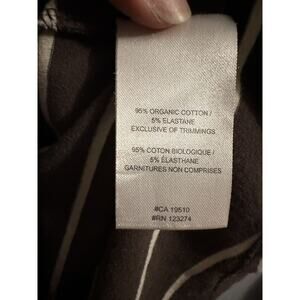 95% ORGANIC COTTON /
5% ELASTANE
EXCLUSIVE OF TRIMMINGS
95% COTON BIOLOGIQUE /
5% ÉLASTHANE
GARNITURES NON COMPRISES
#CA 19510
#RN 123274